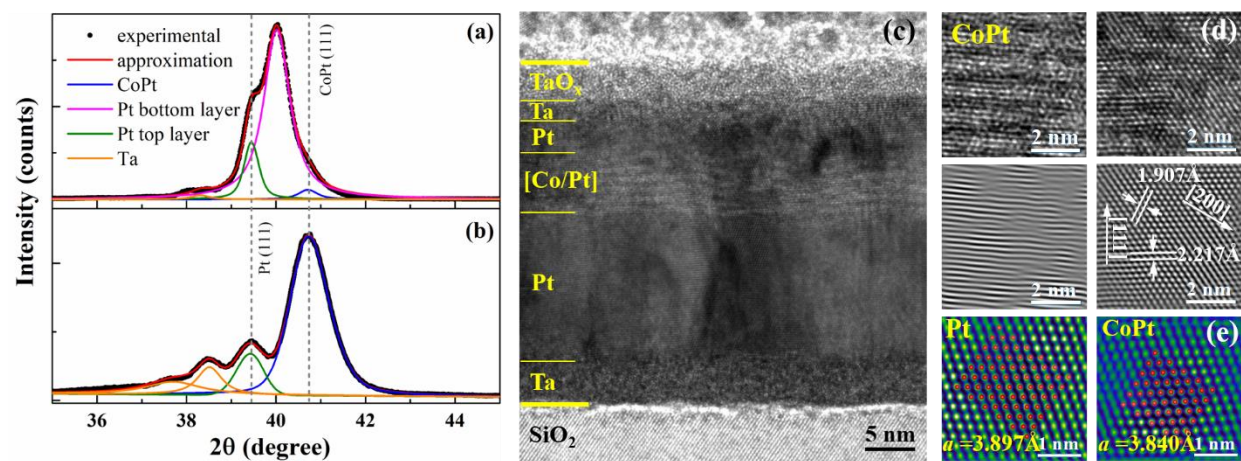 (a)
experimental
approximation
CoPt
Pt bottom layer
Pt top layer
Ta
CoPt (111)
(b)
Pt (111)
Intensity (counts)
36 38 40 42 44
2θ (degree)
(c)
TaOx
Ta
Pt
[Co/Pt]
Pt
Ta
SiO2
5 nm
CoPt
2 nm
(d)
2 nm
2 nm
1.907Å
[200]
[111]
2.217Å
2 nm
Pt
a=3.897Å
1 nm
CoPt
(e)
a=3.840Å
1 nm